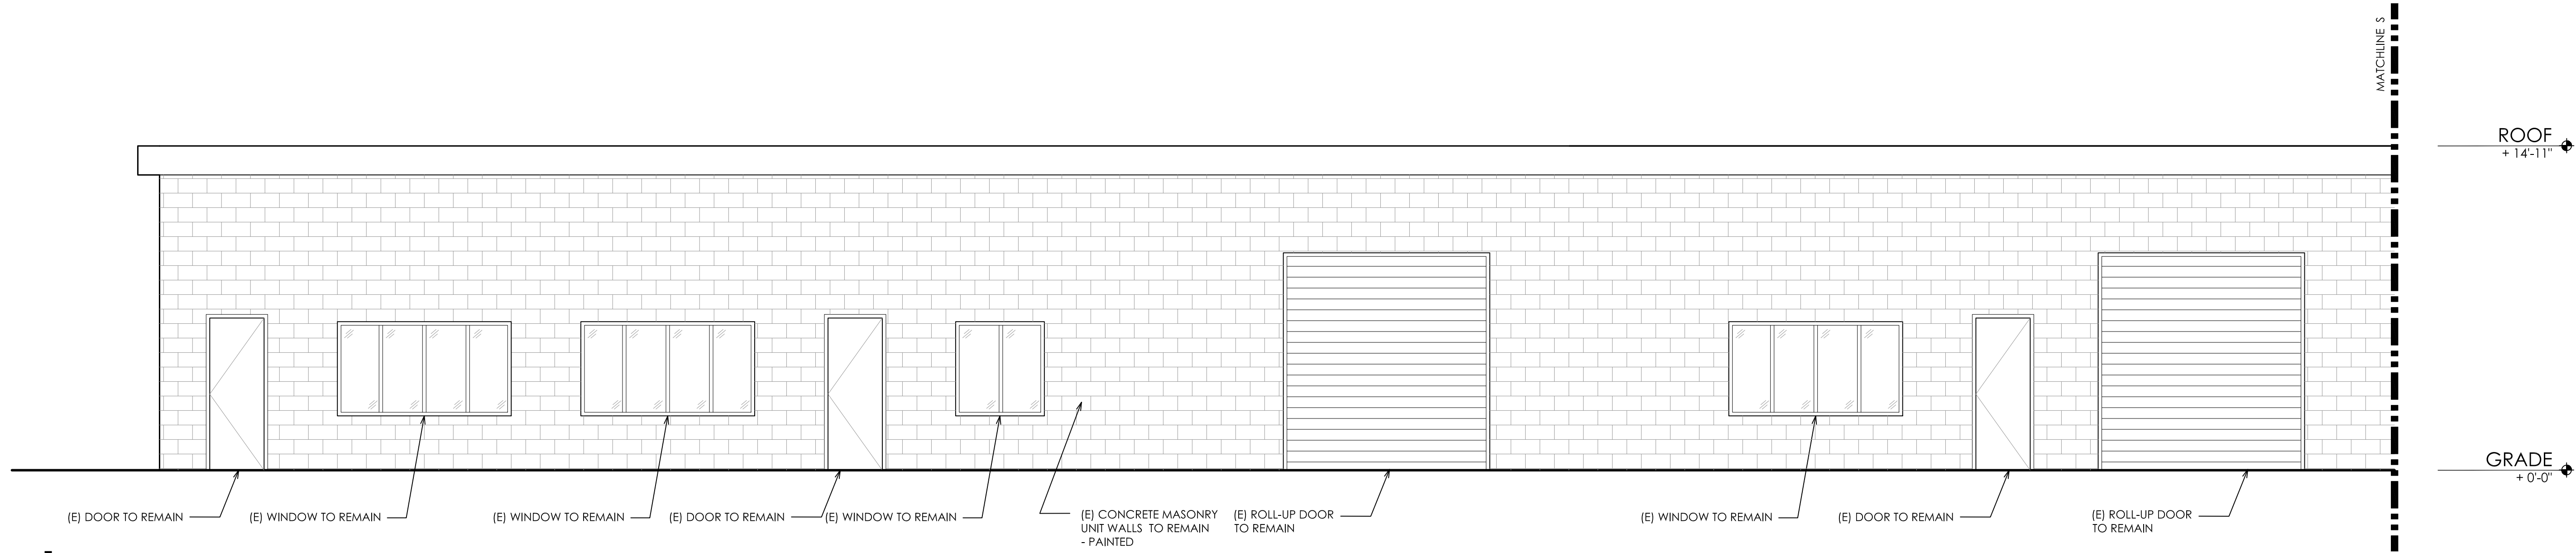 MATCHLINE S
ROOF
+ 14'-11"
GRADE
+ 0'-0"
(E) DOOR TO REMAIN
(E) WINDOW TO REMAIN
(E) WINDOW TO REMAIN
(E) DOOR TO REMAIN
(E) WINDOW TO REMAIN
(E) CONCRETE MASONRY
UNIT WALLS TO REMAIN
- PAINTED
(E) ROLL-UP DOOR
TO REMAIN
(E) WINDOW TO REMAIN
(E) DOOR TO REMAIN
(E) ROLL-UP DOOR
TO REMAIN